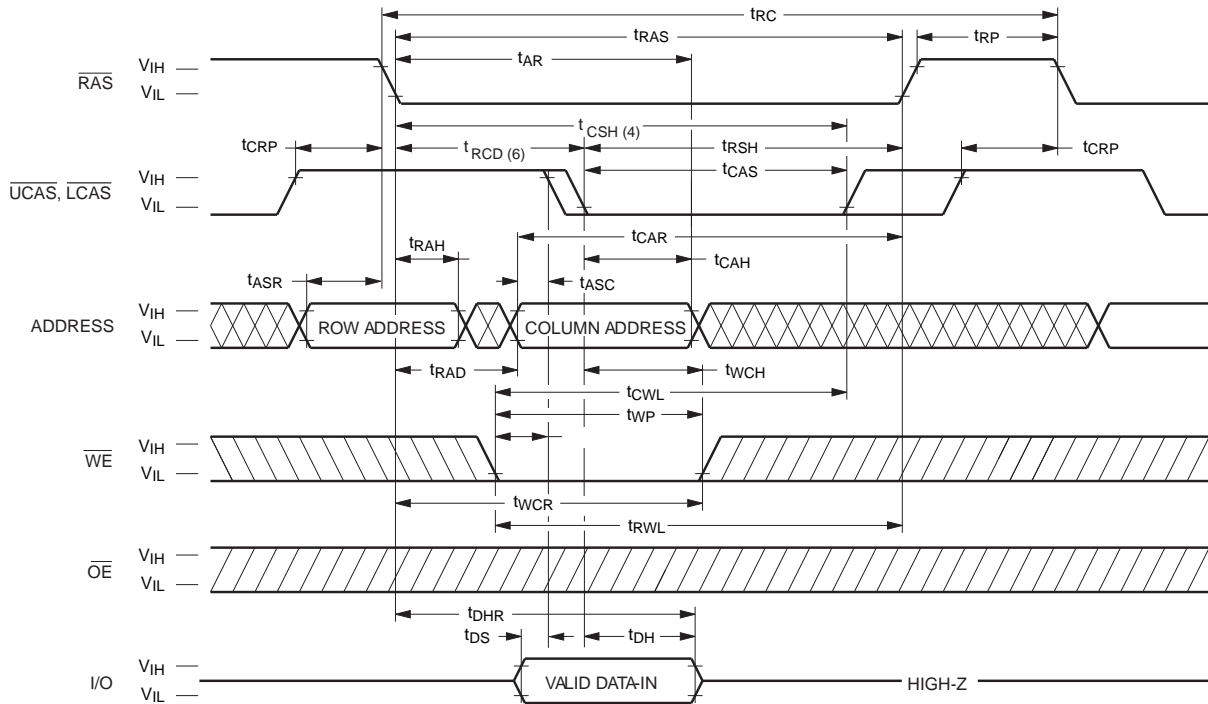 tRC
tRAS
tRP
tAR
RAS
VIH
VIL
tCSH (4)
tCRP
tRCD (6)
tRSH
tCRP
tCAS
UCAS, LCAS
VIH
VIL
tCAR
tRAH
tCAH
tASR
tASC
ADDRESS
VIH
VIL
ROW ADDRESS
COLUMN ADDRESS
tRAD
tWCH
tCWL
tWP
WE
VIH
VIL
tWCR
tRWL
OE
VIH
VIL
tDHR
tDS
tDH
I/O
VIH
VIL
VALID DATA-IN
HIGH-Z